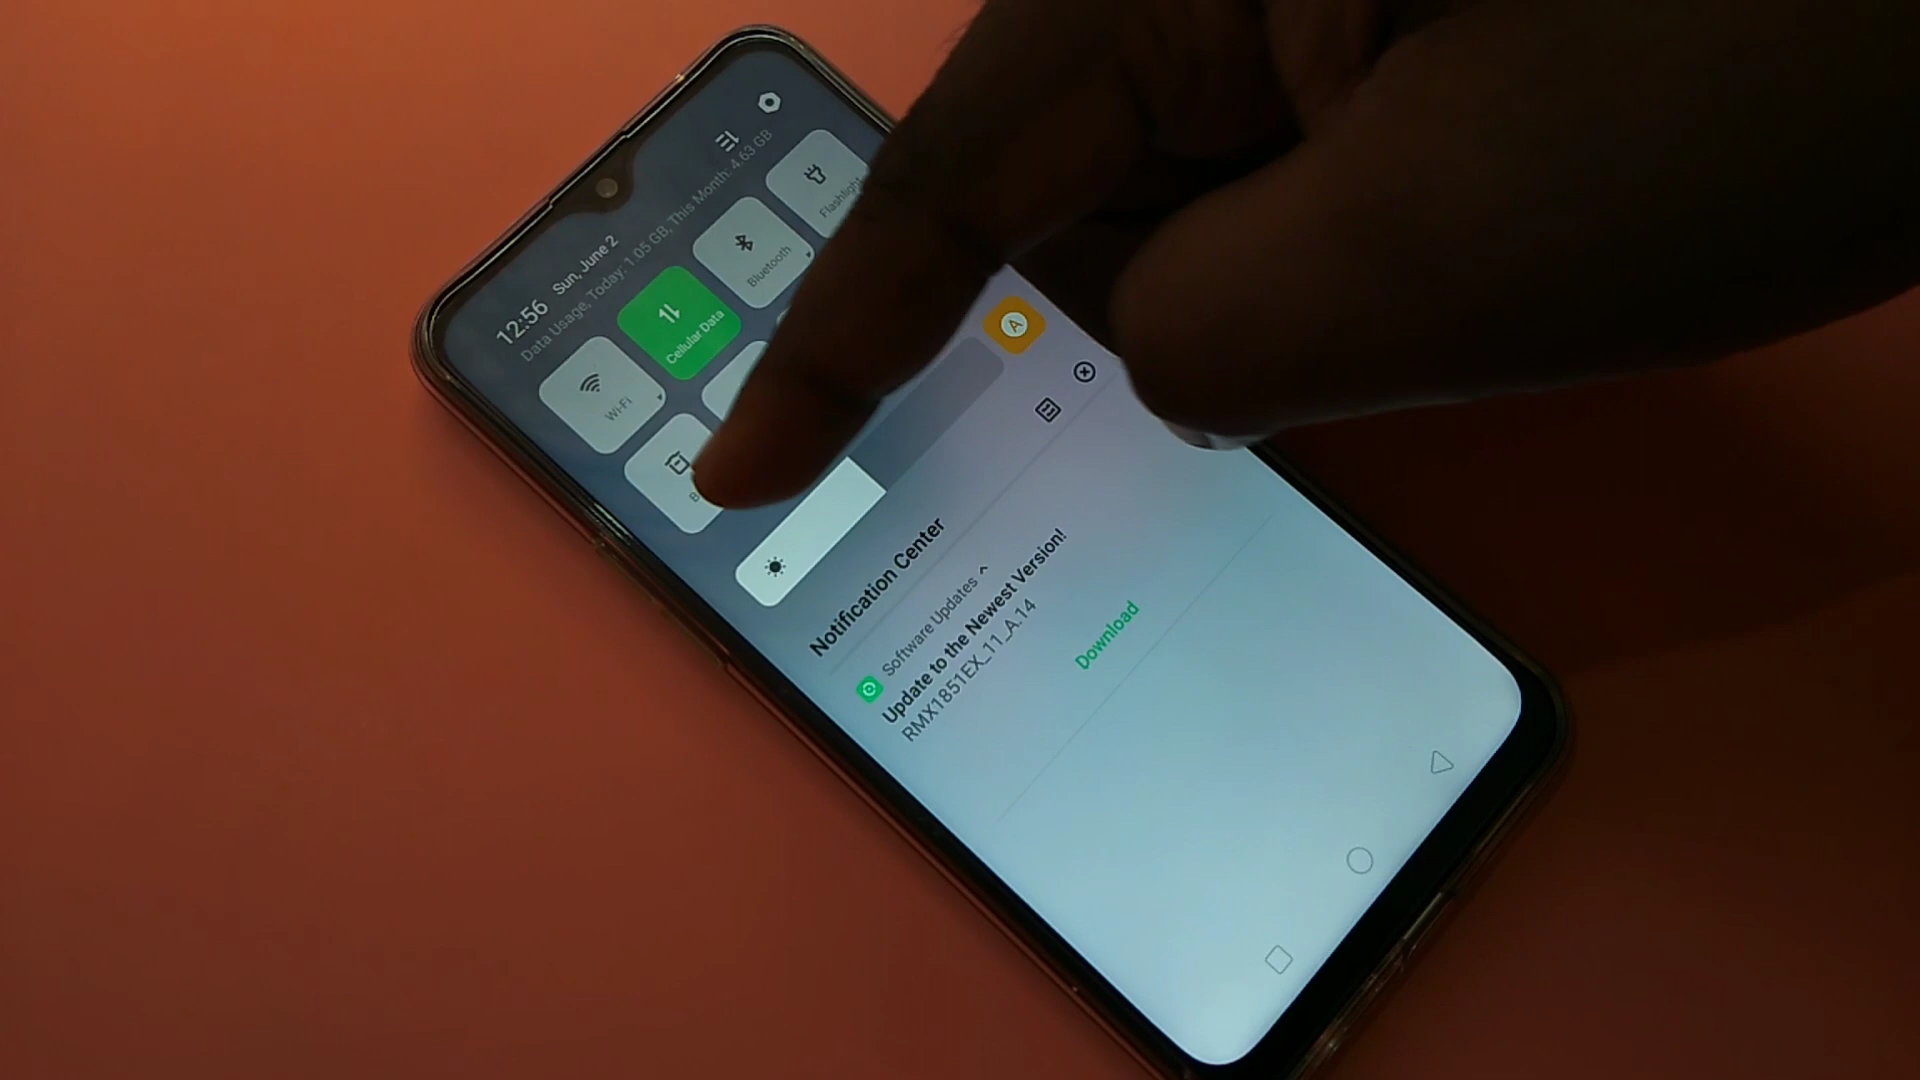 12:56 Sun, June 2
Data Usage, Today: 1.05 GB, This Month: 4.63 GB
Wi-Fi
Cellular Data
Bluetooth
Flashlight
A
Notification Center
Software Updates
Update to the Newest Version!
RMX1851EX_11_A.14
Download